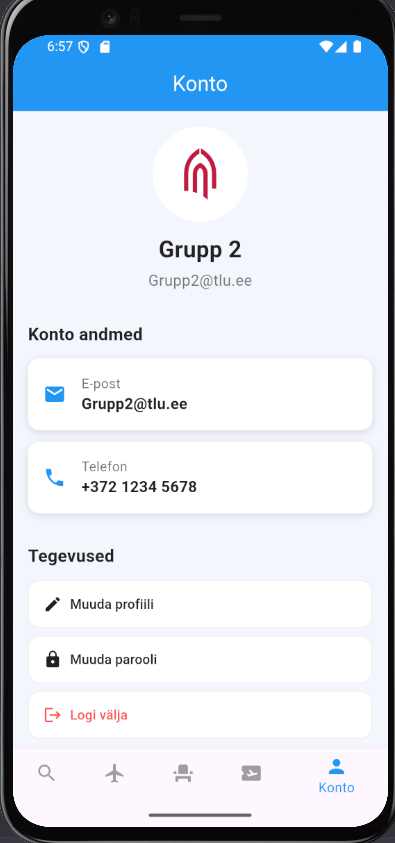 6:57
Konto
Grupp 2
Grupp2@tlu.ee
Konto andmed
E-post
Grupp2@tlu.ee
Telefon
+372 1234 5678
Tegevused
Muuda profiili
Muuda parooli
Logi välja
Konto